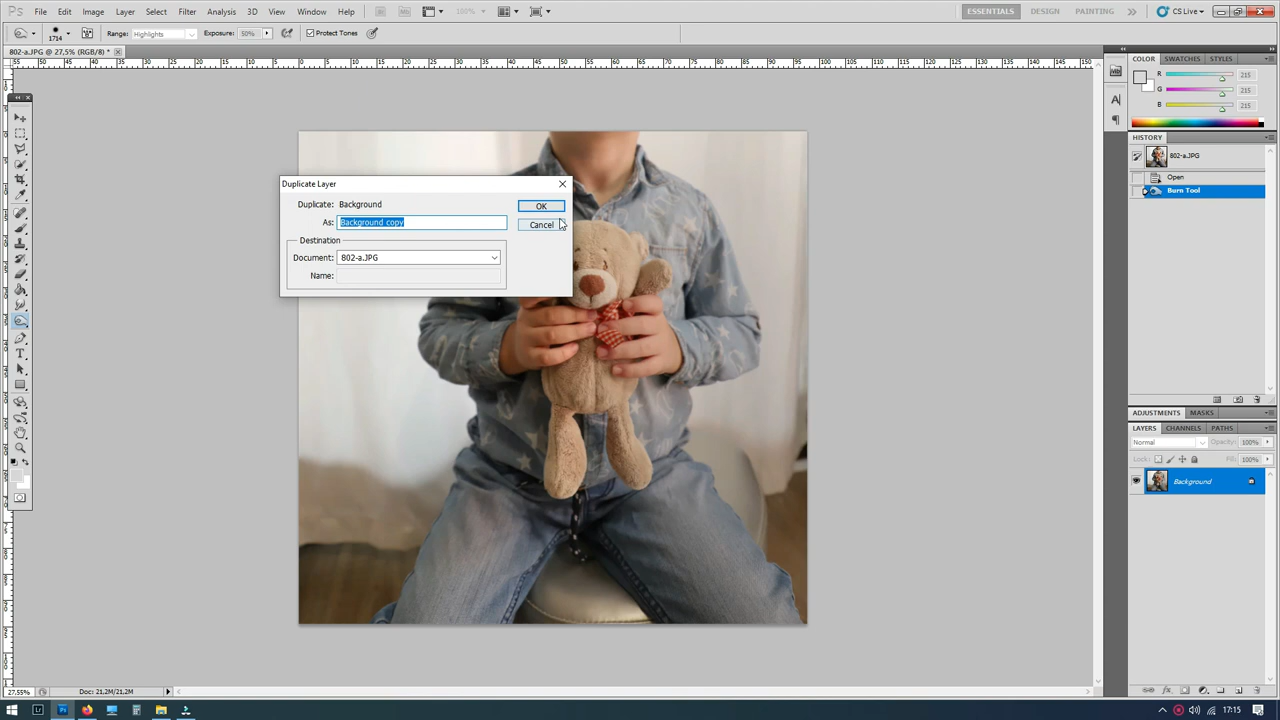 PS File Edit Image Layer Select Filter Analysis 3D View Window Help 100% ESSENTIALS DESIGN PAINTING CS Live
1714 Range: Highlights Exposure: 50% Protect Tones
802-a.JPG @ 27,5% (RGB/8) *
COLOR SWATCHES STYLES
R 215
G 215
B 215
HISTORY
802-a.JPG
Open
Burn Tool
Duplicate Layer
Duplicate: Background OK
As: Background copy Cancel
Destination
Document: 802-a.JPG
Name:
ADJUSTMENTS MASKS
LAYERS CHANNELS PATHS
Normal Opacity: 100%
Lock: Fill: 100%
Background
27,55% Doc: 21,2M/21,2M
17:15